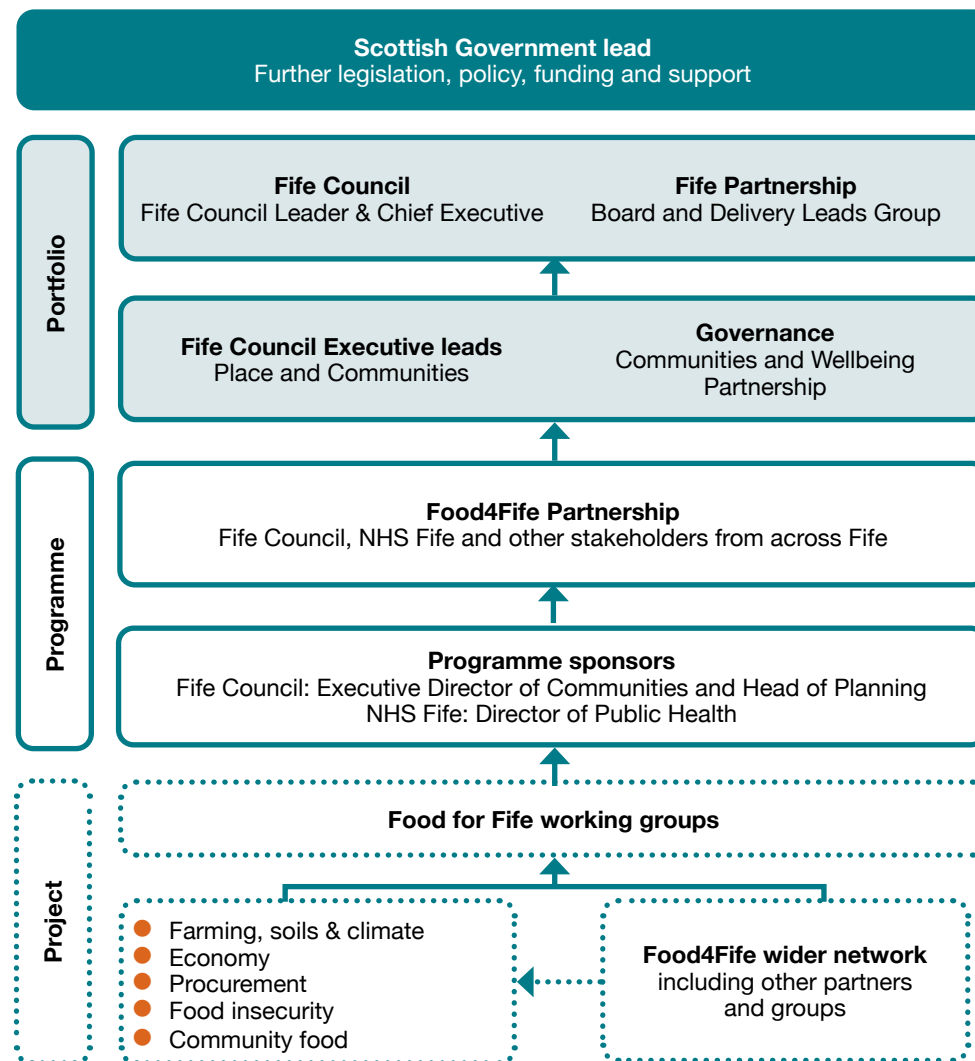 Scottish Government lead
Further legislation, policy, funding and support
Portfolio
Fife Council
Fife Council Leader & Chief Executive
Fife Partnership
Board and Delivery Leads Group
Fife Council Executive leads
Place and Communities
Governance
Communities and Wellbeing
Partnership
Programme
Food4Fife Partnership
Fife Council, NHS Fife and other stakeholders from across Fife
Programme sponsors
Fife Council: Executive Director of Communities and Head of Planning
NHS Fife: Director of Public Health
Project
Food for Fife working groups
Farming, soils & climate
Economy
Procurement
Food insecurity
Community food
Food4Fife wider network
including other partners
and groups